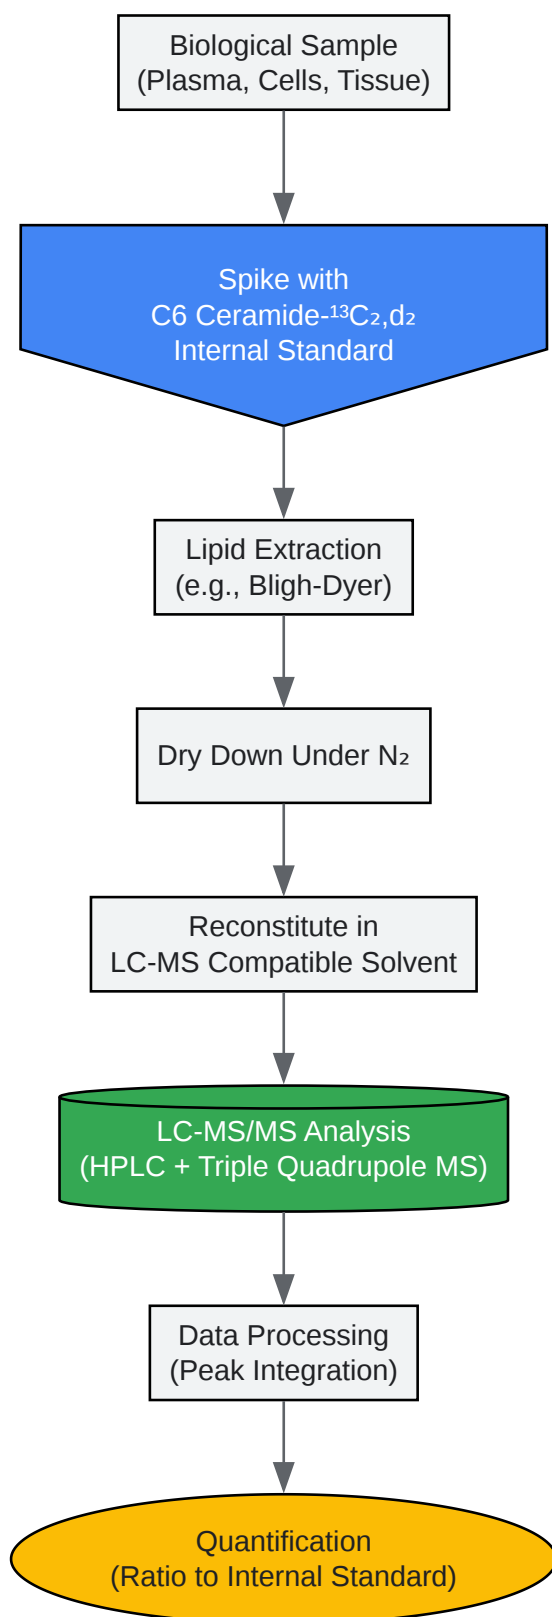 Biological Sample
(Plasma, Cells, Tissue)
Spike with
C6 Ceramide-¹³C₂,d₂
Internal Standard
Lipid Extraction
(e.g., Bligh-Dyer)
Dry Down Under N₂
Reconstitute in
LC-MS Compatible Solvent
LC-MS/MS Analysis
(HPLC + Triple Quadrupole MS)
Data Processing
(Peak Integration)
Quantification
(Ratio to Internal Standard)